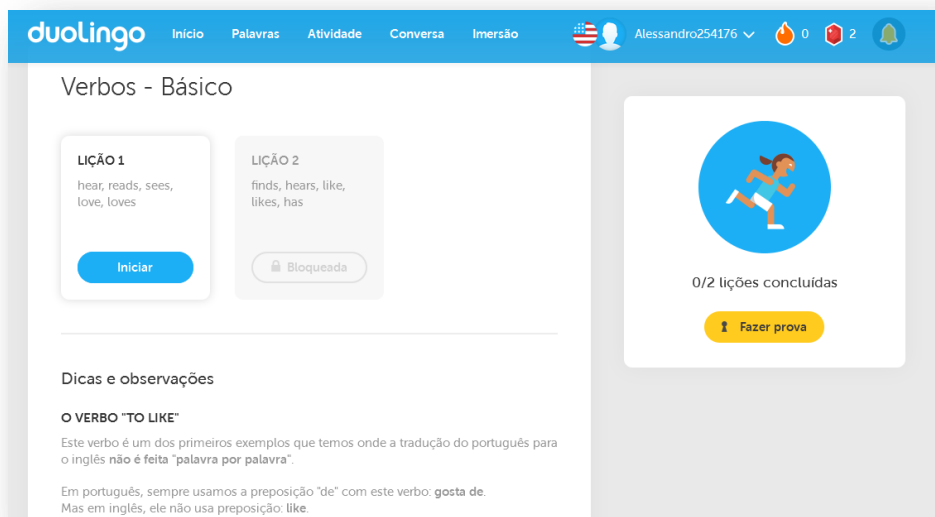 duolingo
Início Palavras Atividade Conversa Imersão
Alessandro254176 0 2
Verbos - Básico
LIÇÃO 1
hear, reads, sees,
love, loves
Iniciar
LIÇÃO 2
finds, hears, like,
likes, has
Bloqueada
0/2 lições concluídas
Fazer prova
Dicas e observações
O VERBO "TO LIKE"
Este verbo é um dos primeiros exemplos que temos onde a tradução do português para
o inglês não é feita "palavra por palavra".
Em português, sempre usamos a preposição "de" com este verbo: gosta de.
Mas em inglês, ele não usa preposição: like.